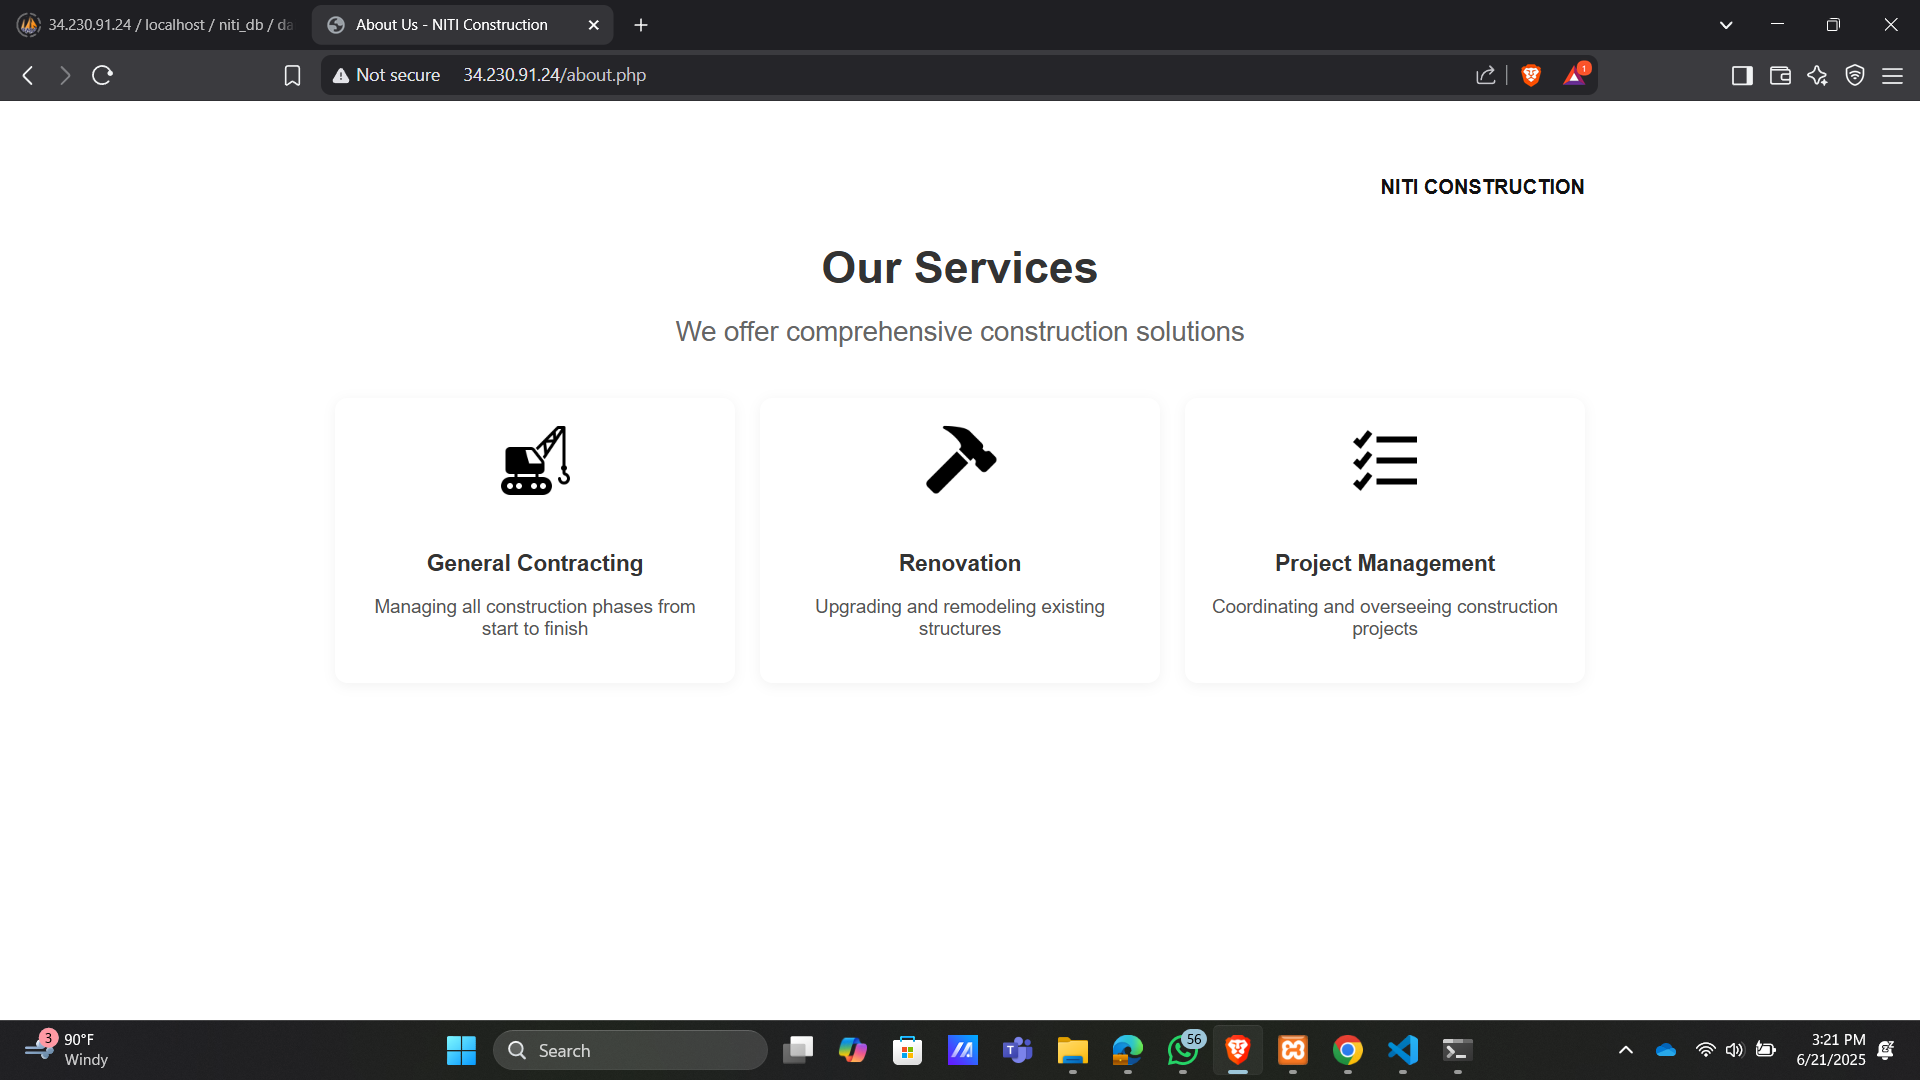 34.230.91.24 / localhost / niti_db / da
About Us - NITI Construction
Not secure
34.230.91.24/about.php
1
NITI CONSTRUCTION
Our Services
We offer comprehensive construction solutions
General Contracting
Managing all construction phases from
start to finish
Renovation
Upgrading and remodeling existing
structures
Project Management
Coordinating and overseeing construction
projects
3
90°F
Windy
Search
56
3:21 PM
6/21/2025